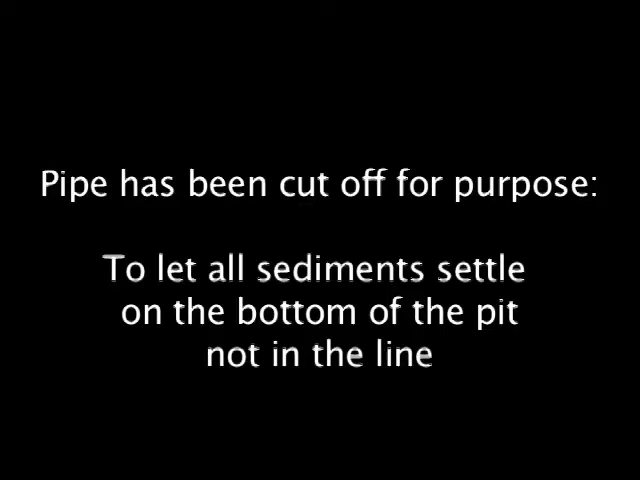 Pipe has been cut off for purpose:
To let all sediments settle
on the bottom of the pit
not in the line